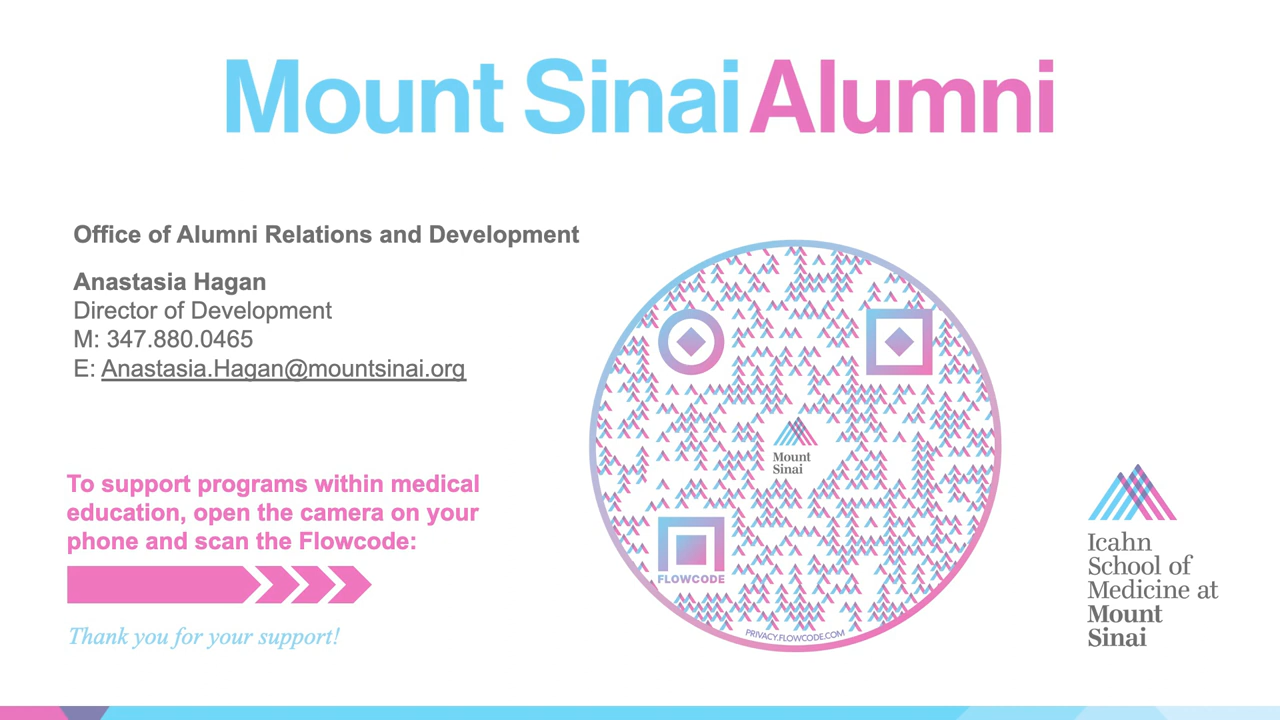 Mount Sinai Alumni
Office of Alumni Relations and Development
Anastasia Hagan
Director of Development
M: 347.880.0465
E: Anastasia.Hagan@mountsinai.org
To support programs within medical
education, open the camera on your
phone and scan the Flowcode:
Thank you for your support!
Mount
Sinai
FLOWCODE
PRIVACY.FLOWCODE.COM
Icahn
School of
Medicine at
Mount
Sinai